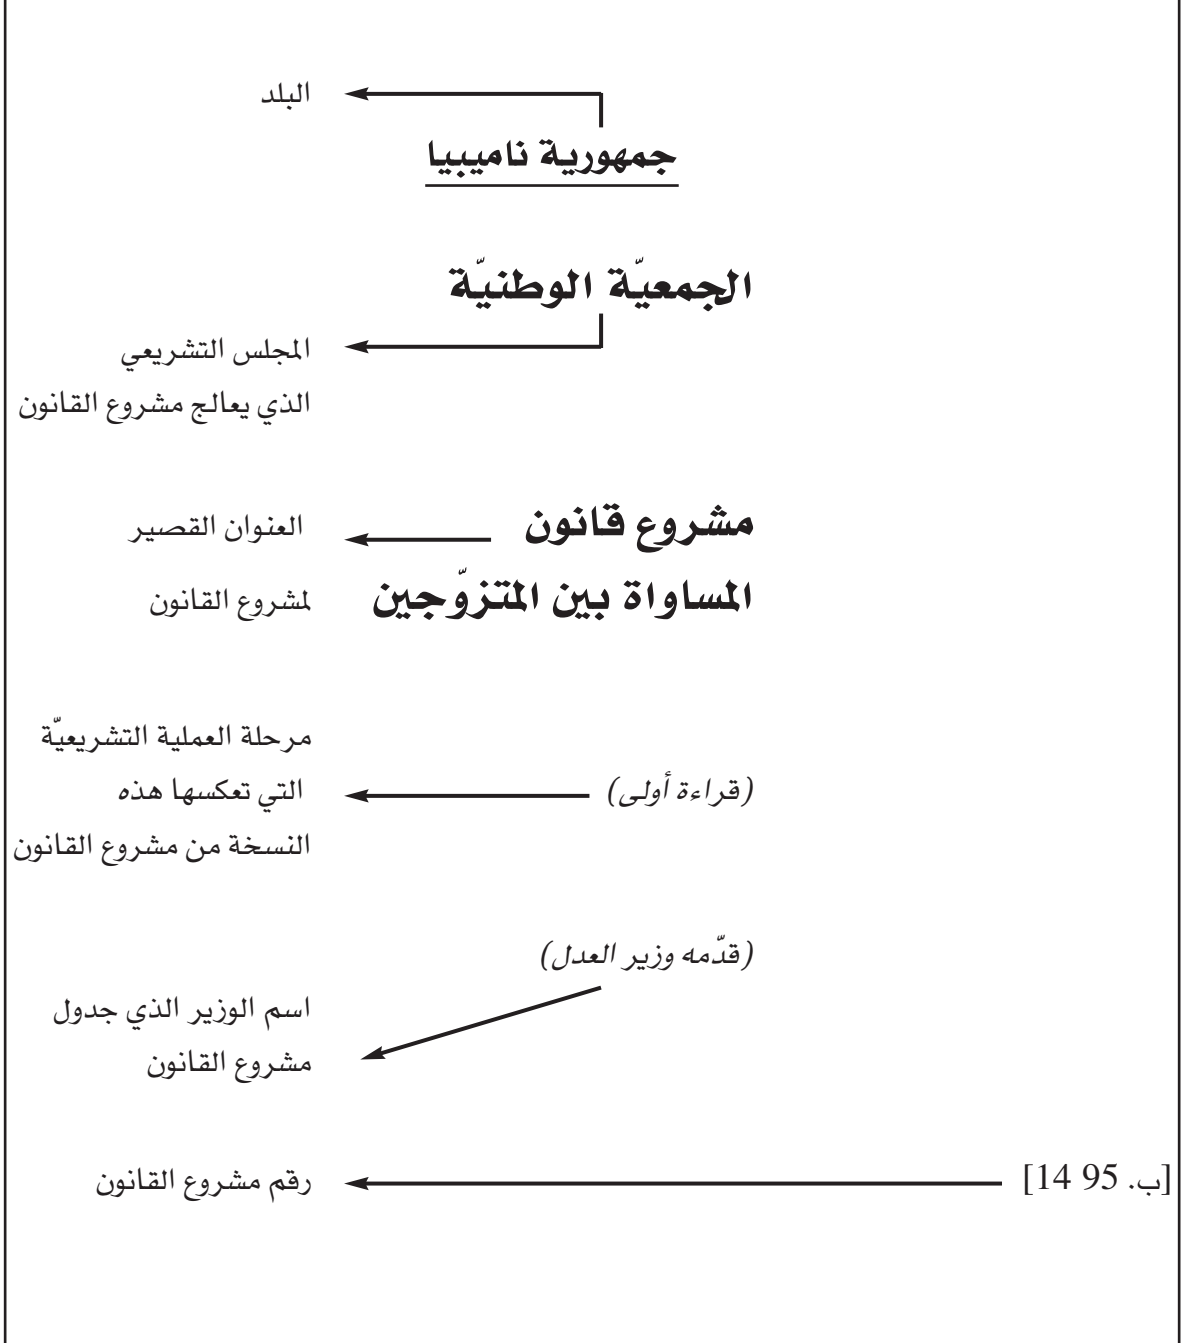 البلد
جمهورية ناميبيا
الجمعيّة الوطنيّة
المجلس التشريعي
الذي يعالج مشروع القانون
مشروع قانون
العنوان القصير
المساواة بين المتزوّجين
لمشروع القانون
مرحلة العملية التشريعيّة
(قراءة أولى)
التي تعكسها هذه
النسخة من مشروع القانون
(قدّمه وزير العدل)
اسم الوزير الذي جدول
مشروع القانون
[ب. 95 14]
رقم مشروع القانون